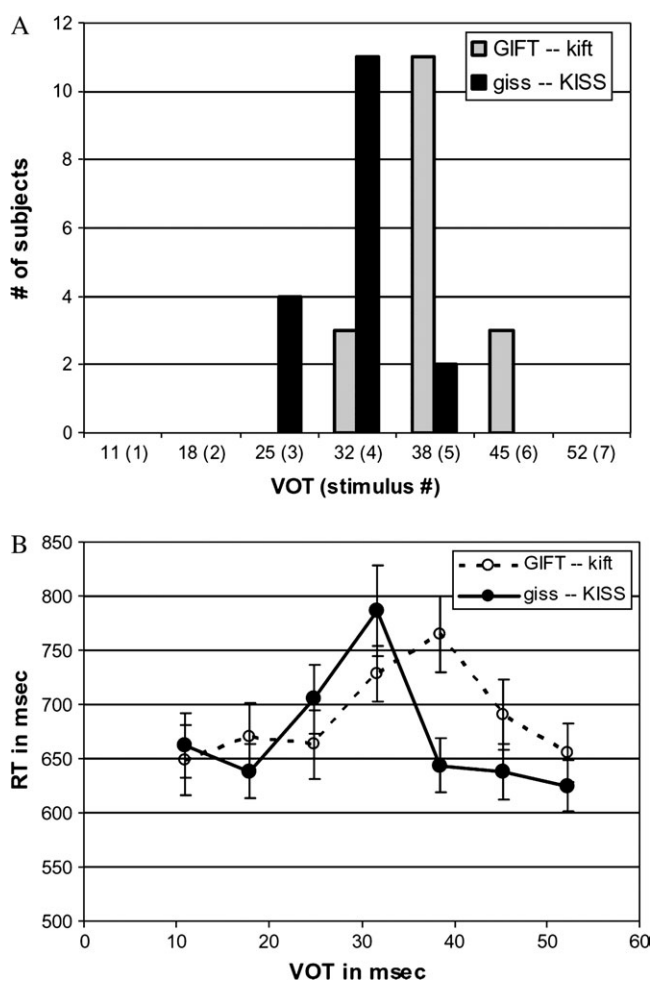 A
12
10
8
6
4
2
0
# of subjects
GIFT -- kift
giss -- KISS
11 (1) 18 (2) 25 (3) 32 (4) 38 (5) 45 (6) 52 (7)
VOT (stimulus #)
B
850
800
750
700
650
600
550
500
RT in msec
GIFT -- kift
giss -- KISS
0 10 20 30 40 50 60
VOT in msec